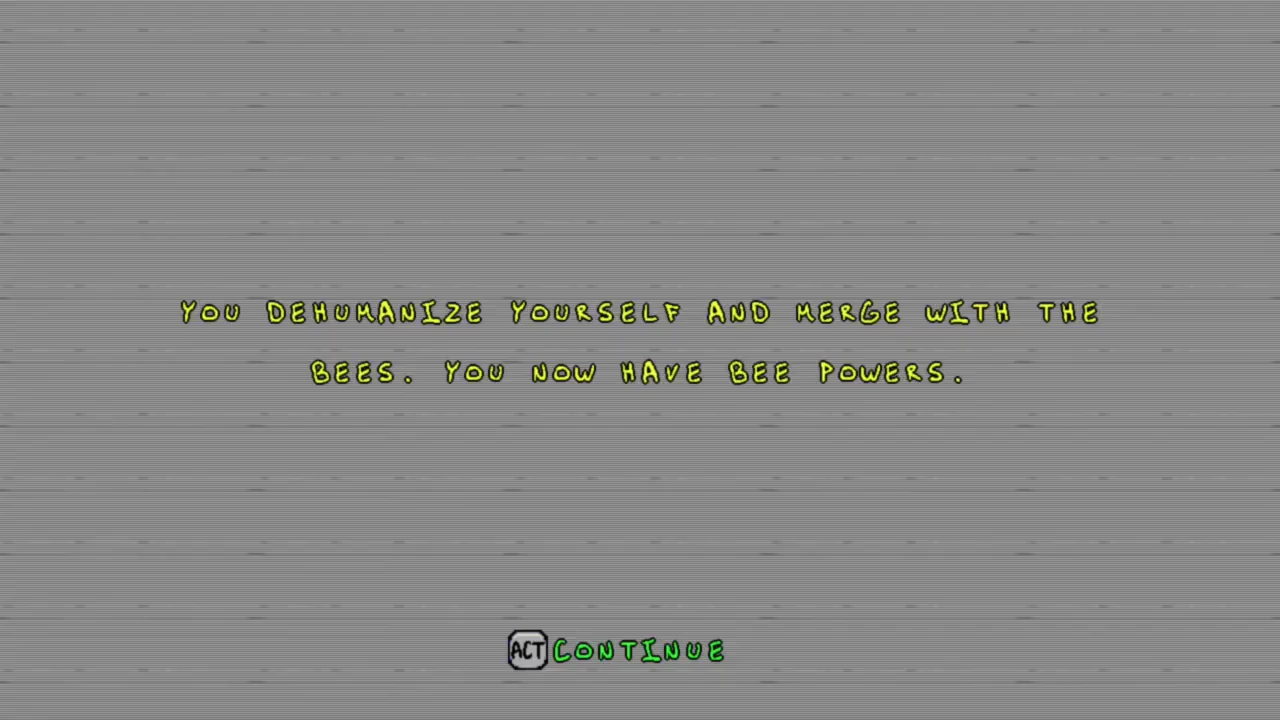 YOU DEHUMANIZE YOURSELF AND MERGE WITH THE
BEES. YOU NOW HAVE BEE POWERS.
ACT CONTINUE